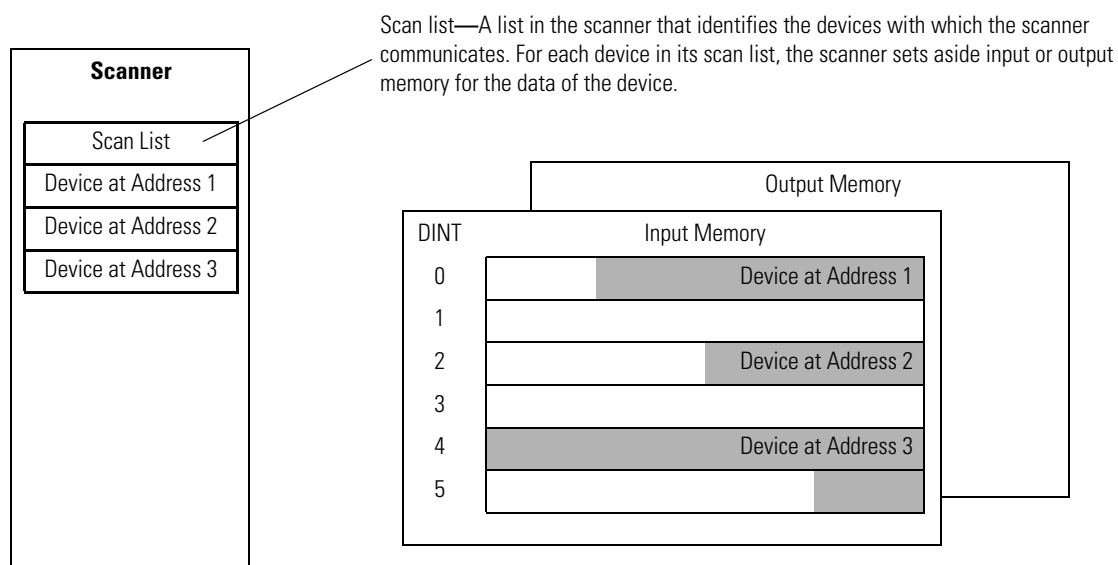 Scan list—A list in the scanner that identifies the devices with which the scanner
communicates. For each device in its scan list, the scanner sets aside input or output
memory for the data of the device.
Scanner
Scan List
Device at Address 1
Device at Address 2
Device at Address 3
Output Memory
DINT Input Memory
0 Device at Address 1
1
2 Device at Address 2
3
4 Device at Address 3
5